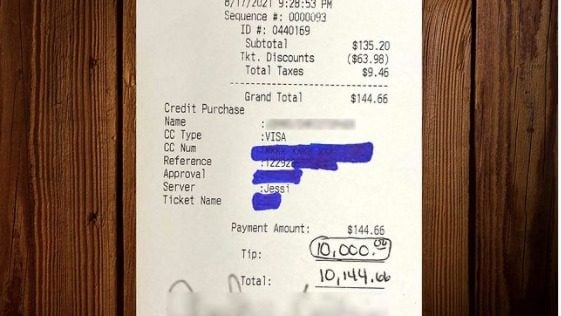 8/17/2021 9:28:53 PM
Sequence #: 0000093
ID #: 0440169
Subtotal $135.20
Tkt. Discounts ($63.98)
Total Taxes $9.46
Grand Total $144.66
Credit Purchase
Name :
CC Type :VISA
CC Num :
Reference :122928
Approval :
Server :Jessi
Ticket Name :
Payment Amount: $144.66
Tip: 10,000.00
Total: 10,144.66